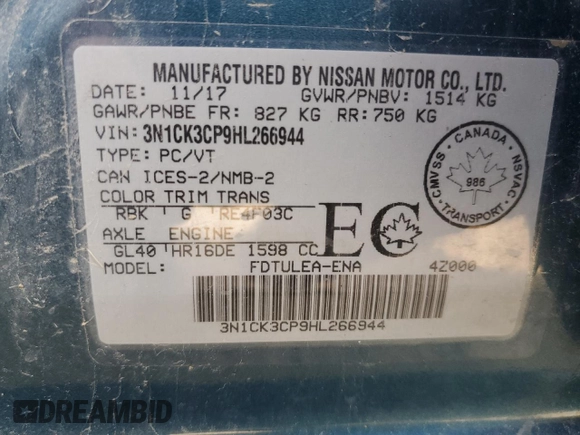 MANUFACTURED BY NISSAN MOTOR CO., LTD.
DATE: 11/17 GVWR/PNBV: 1514 KG
GAWR/PNBE FR: 827 KG RR: 750 KG
VIN: 3N1CK3CP9HL266944
TYPE: PC/VT
CAN ICES-2/NMB-2
COLOR TRIM TRANS
RBK G RE4F03C
AXLE ENGINE
GL40 HR16DE 1598 CC
MODEL: FDTULEA-ENA 4Z000
EC
CMVSS · CANADA · NSVAC
986
· TRANSPORT ·
3N1CK3CP9HL266944
DREAMBID